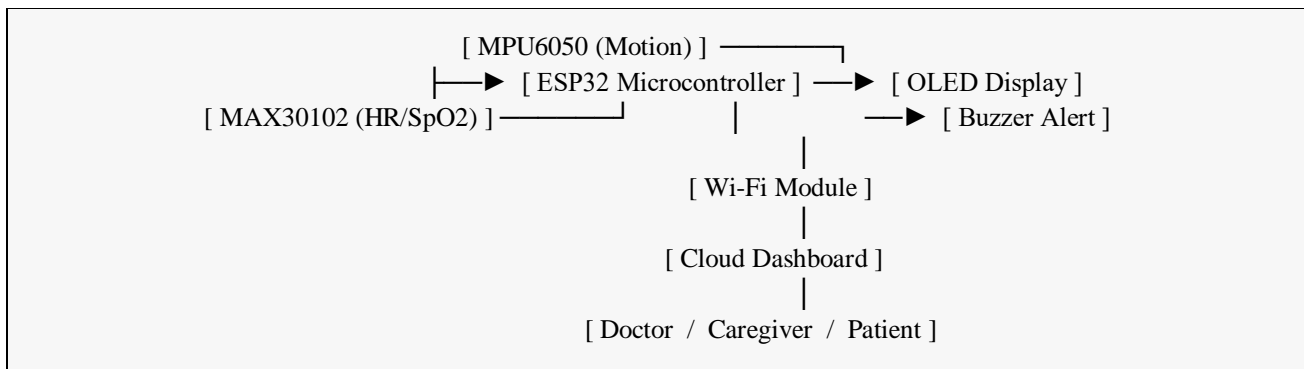 [ MPU6050 (Motion) ]
[ ESP32 Microcontroller ] [ OLED Display ]
[ MAX30102 (HR/SpO2) ] [ Buzzer Alert ]
[ Wi-Fi Module ]
[ Cloud Dashboard ]
[ Doctor / Caregiver / Patient ]